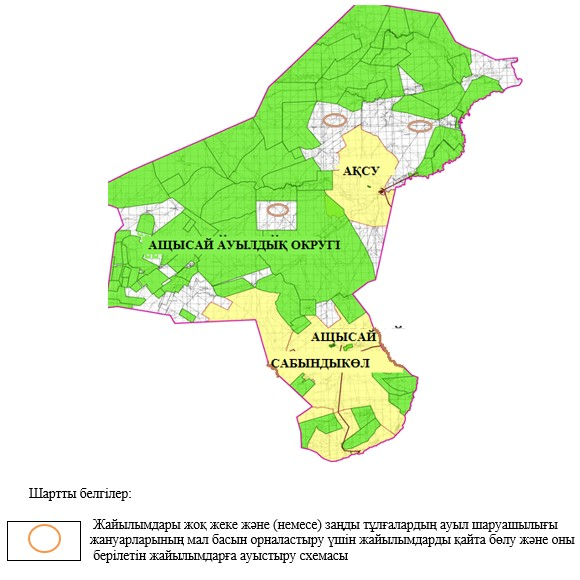 АҚСУ
АЩЫСАЙ АУЫЛДЫҚ ОКРУГІ
АЩЫСАЙ
САБЫНДЫКӨЛ
Шартты белгілер:
Жайылымдары жоқ жеке және (немесе) заңды тұлғалардың ауыл шаруашылығы
жануарларының мал басын орналастыру үшін жайылымдарды қайта бөлу және оны
берілетін жайылымдарға ауыстыру схемасы